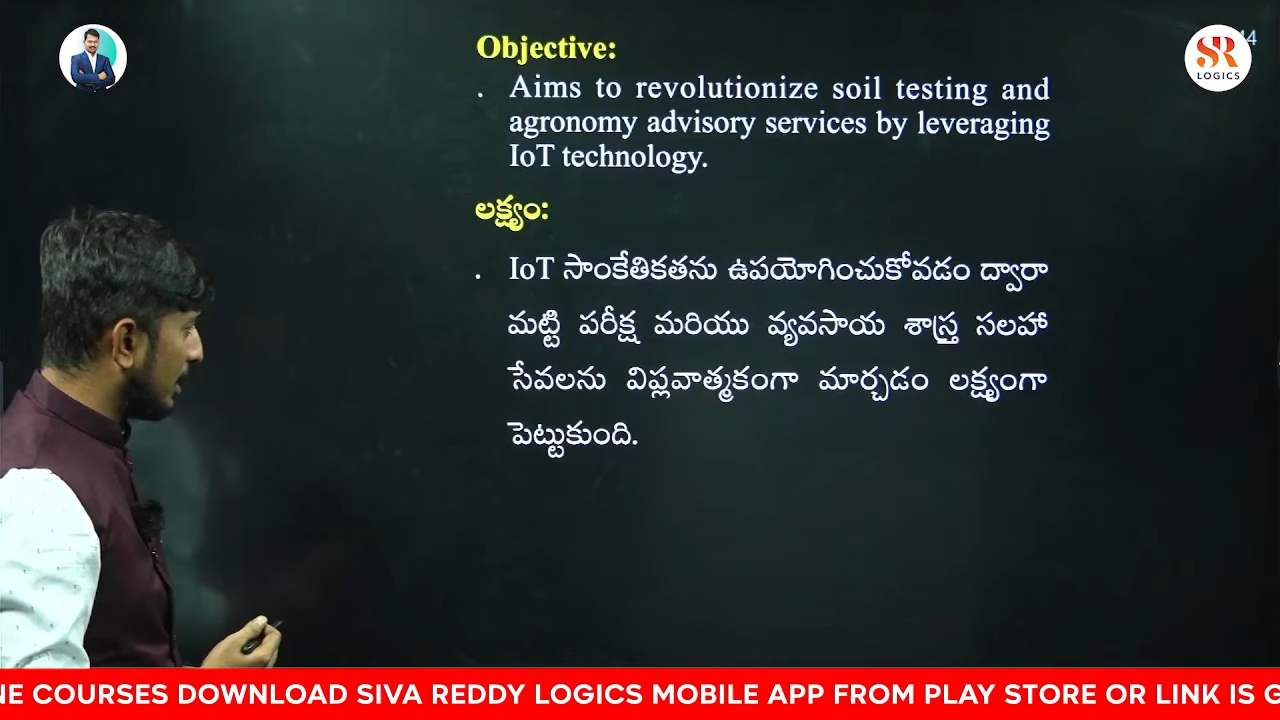 44
SR
LOGICS
Objective:
. Aims to revolutionize soil testing and
agronomy advisory services by leveraging
IoT technology.
లక్ష్యం:
. IoT సాంకేతికతను ఉపయోగించుకోవడం ద్వారా
మట్టి పరీక్ష మరియు వ్యవసాయ శాస్త్ర సలహా
సేవలను విప్లవాత్మకంగా మార్చడం లక్ష్యంగా
పెట్టుకుంది.
NE COURSES DOWNLOAD SIVA REDDY LOGICS MOBILE APP FROM PLAY STORE OR LINK IS G